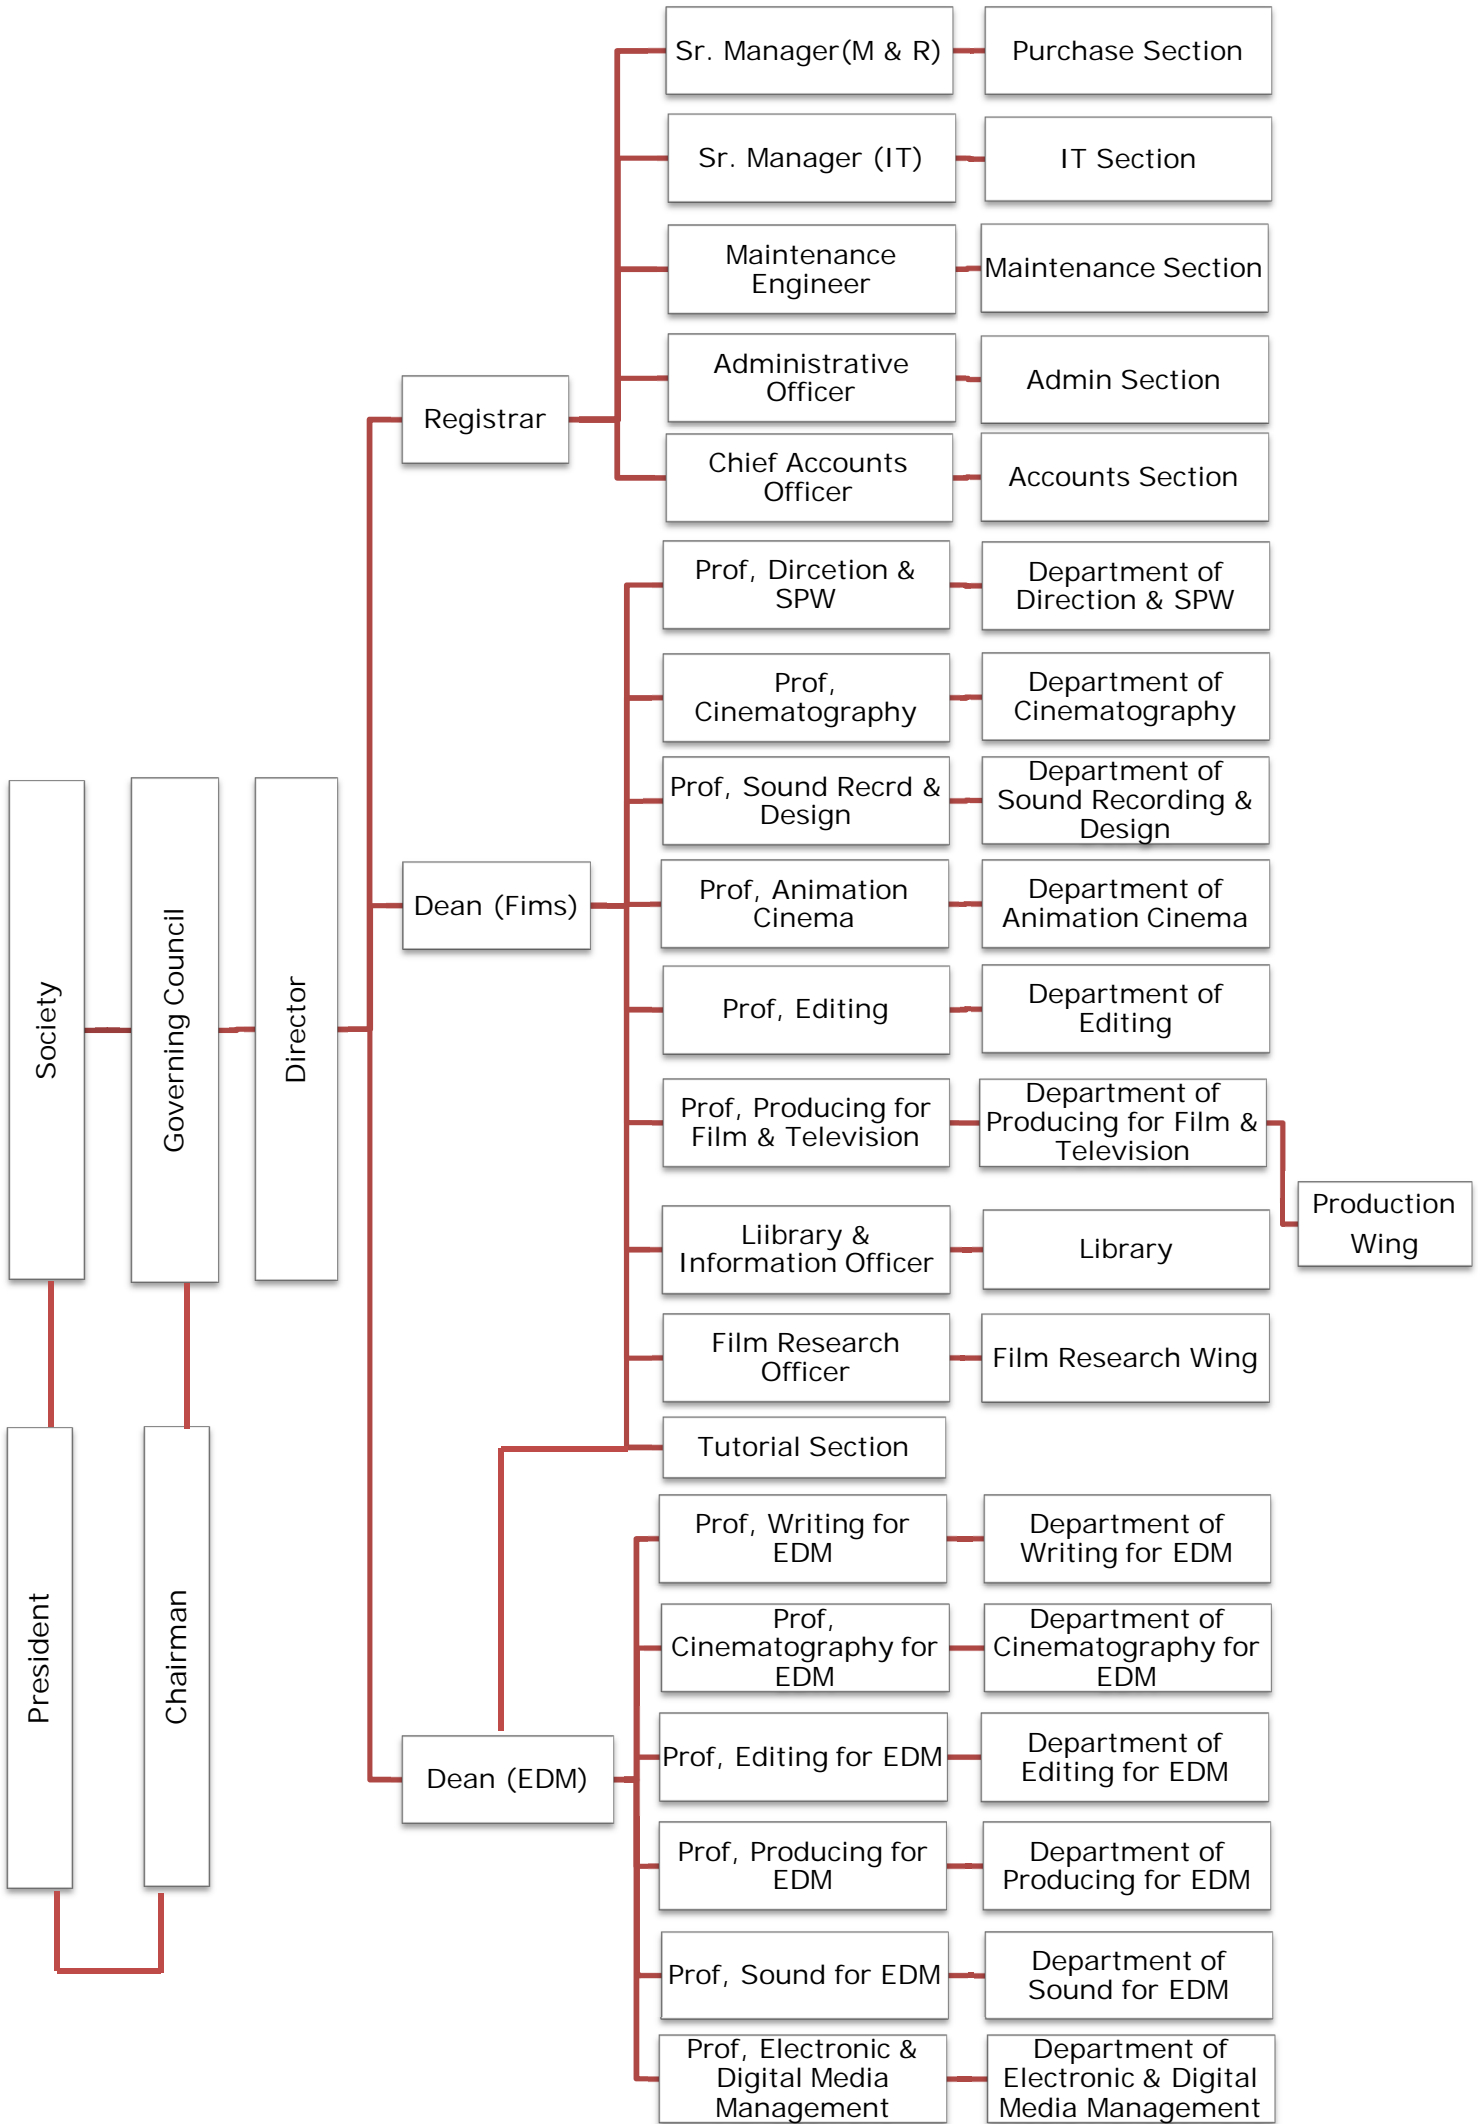 Sr. Manager(M & R)
Purchase Section
Sr. Manager (IT)
IT Section
Maintenance
Engineer
Maintenance Section
Administrative
Officer
Admin Section
Registrar
Chief Accounts
Officer
Accounts Section
Prof, Dircetion &
SPW
Department of
Direction & SPW
Prof,
Cinematography
Department of
Cinematography
Prof, Sound Recrd &
Design
Department of
Sound Recording &
Design
Dean (Fims)
Prof, Animation
Cinema
Department of
Animation Cinema
Society
Governing Council
Director
Prof, Editing
Department of
Editing
Prof, Producing for
Film & Television
Department of
Producing for Film &
Television
Production
Wing
Liibrary &
Information Officer
Library
Film Research
Officer
Film Research Wing
Tutorial Section
President
Chairman
Prof, Writing for
EDM
Department of
Writing for EDM
Prof,
Cinematography for
EDM
Department of
Cinematography for
EDM
Dean (EDM)
Prof, Editing for EDM
Department of
Editing for EDM
Prof, Producing for
EDM
Department of
Producing for EDM
Prof, Sound for EDM
Department of
Sound for EDM
Prof, Electronic &
Digital Media
Management
Department of
Electronic & Digital
Media Management